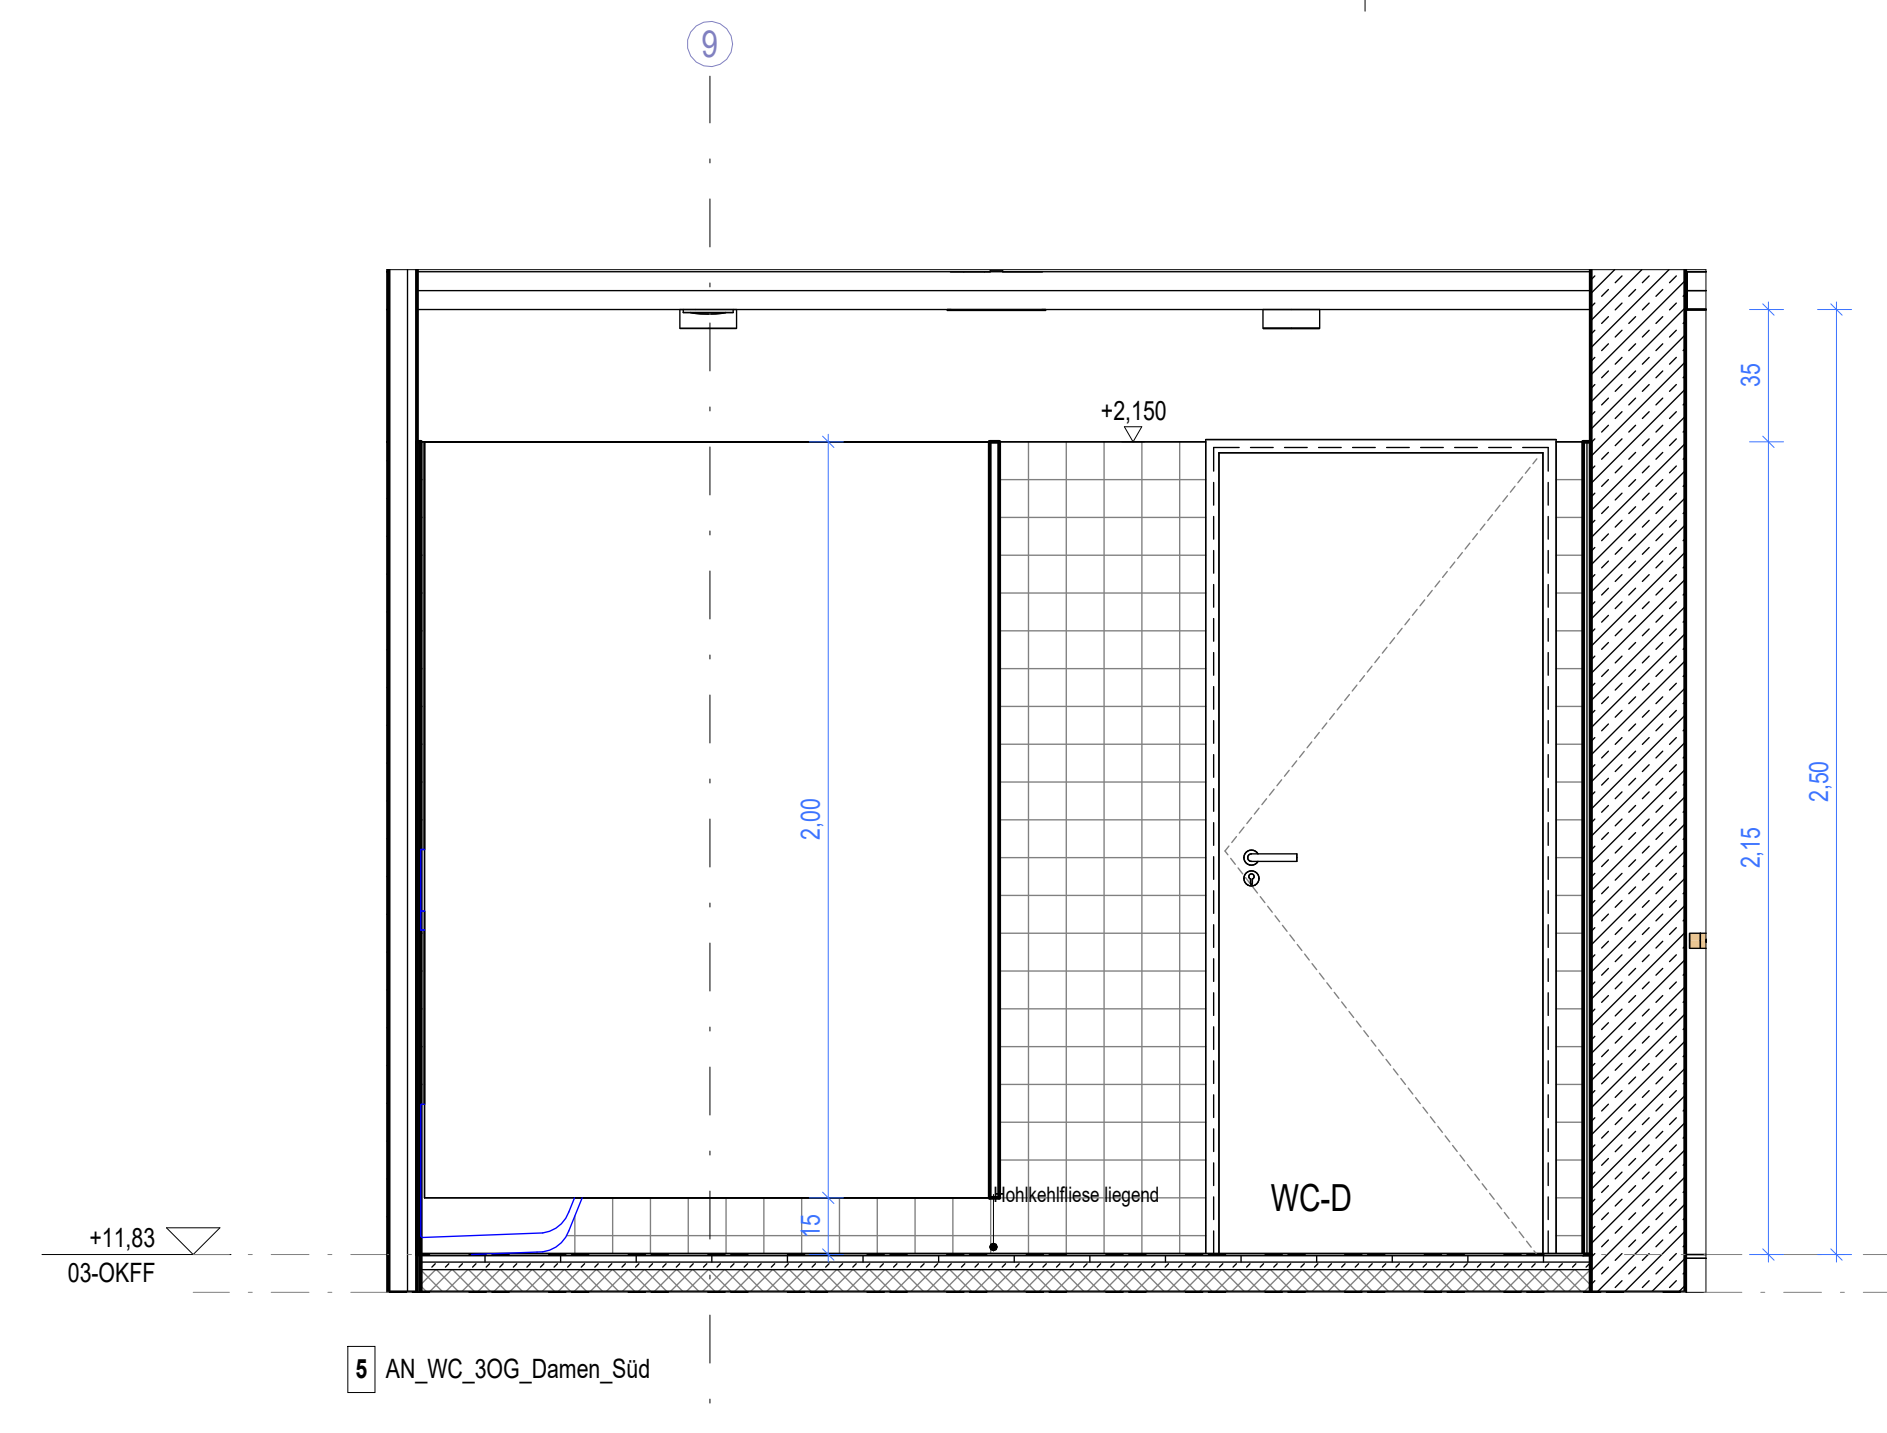 9
+2,150
35
2,50
2,15
2,00
Hohlkehlfliese liegend
WC-D
15
+11,83
03-OKFF
5 AN_WC_3OG_Damen_Süd